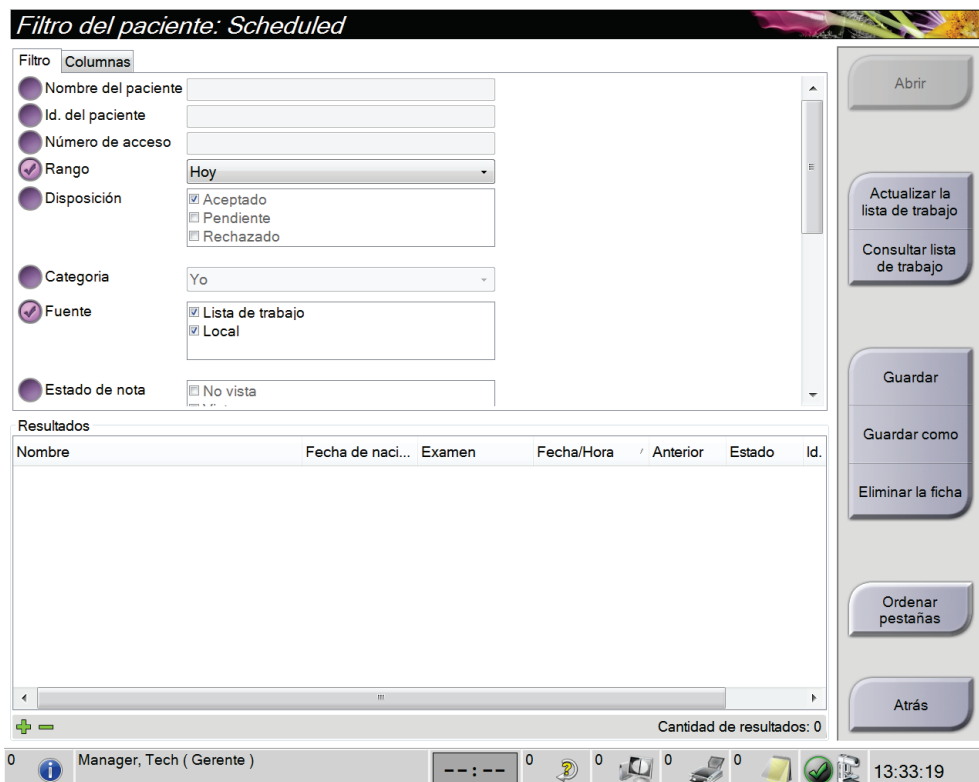 Filtro del paciente: Scheduled
Filtro Columnas
Nombre del paciente
Id. del paciente
Número de acceso
Rango Hoy
Disposición Aceptado
Pendiente
Rechazado
Categoria Yo
Fuente Lista de trabajo
Local
Estado de nota No vista
Resultados
Nombre Fecha de naci... Examen Fecha/Hora Anterior Estado Id.
Cantidad de resultados: 0
Abrir
Actualizar la
lista de trabajo
Consultar lista
de trabajo
Guardar
Guardar como
Eliminar la ficha
Ordenar
pestañas
Atrás
0 Manager, Tech ( Gerente ) --:-- 0 0 0 0 13:33:19